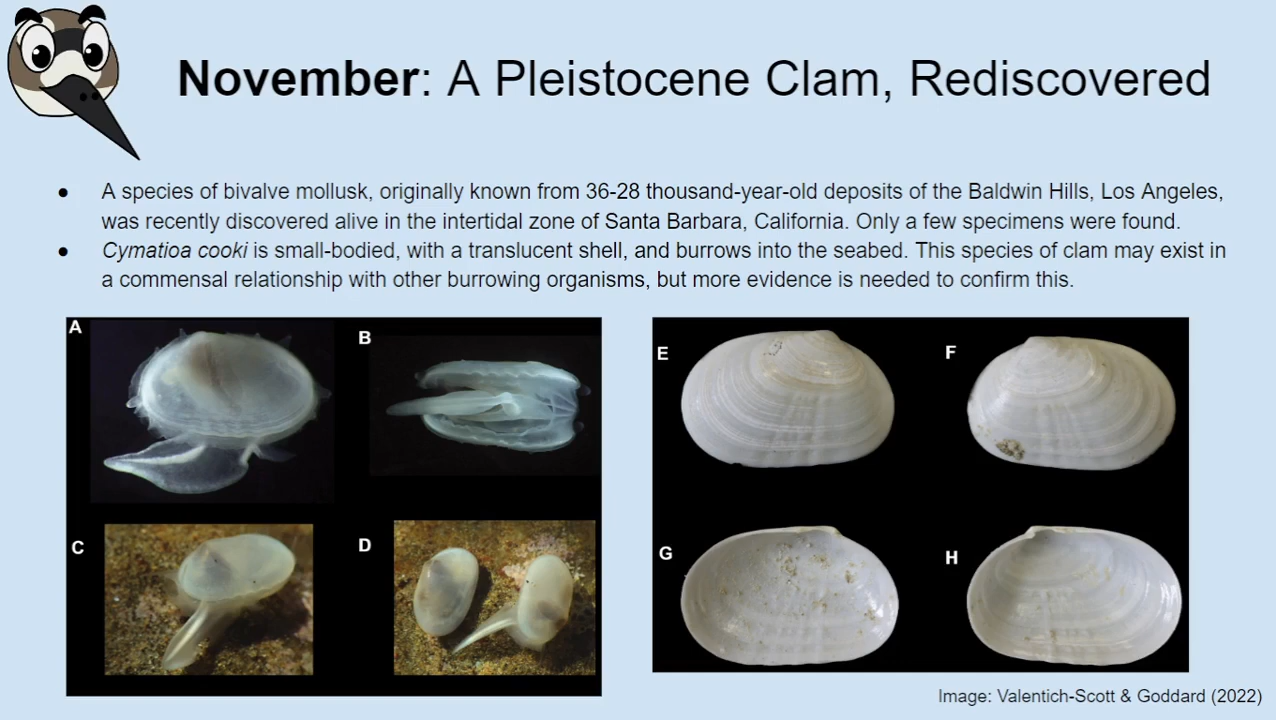 November: A Pleistocene Clam, Rediscovered
● A species of bivalve mollusk, originally known from 36-28 thousand-year-old deposits of the Baldwin Hills, Los Angeles,
was recently discovered alive in the intertidal zone of Santa Barbara, California. Only a few specimens were found.
● Cymatioa cooki is small-bodied, with a translucent shell, and burrows into the seabed. This species of clam may exist in
a commensal relationship with other burrowing organisms, but more evidence is needed to confirm this.
A
B
C
D
E
F
G
H
Image: Valentich-Scott & Goddard (2022)